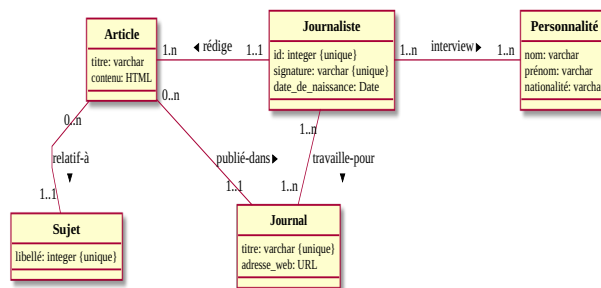 Article
titre: varchar
contenu: HTML
1.n
rédige
1..1
Journaliste
id: integer {unique}
signature: varchar {unique}
date_de_naissance: Date
1..n
interview
1..n
Personnalité
nom: varchar
prénom: varchar
nationalité: varcha
0..n
0..n
relatif-à
1..1
publié-dans
1..1
1..n
travaille-pour
1..n
Sujet
libellé: integer {unique}
Journal
titre: varchar {unique}
adresse_web: URL